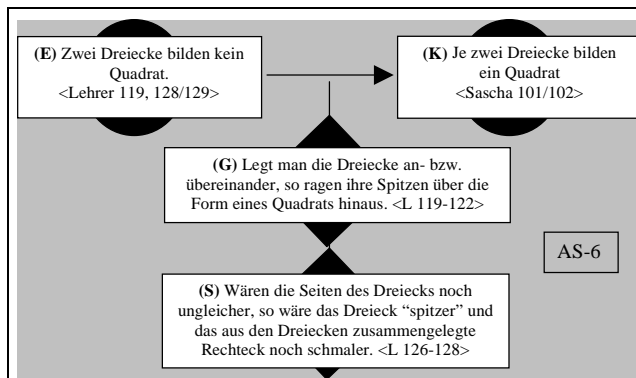 (E) Zwei Dreiecke bilden kein
Quadrat.
<Lehrer 119, 128/129>
(K) Je zwei Dreiecke bilden
ein Quadrat
<Sascha 101/102>
(G) Legt man die Dreiecke an- bzw.
übereinander, so ragen ihre Spitzen über die
Form eines Quadrats hinaus. <L 119-122>
AS-6
(S) Wären die Seiten des Dreiecks noch
ungleicher, so wäre das Dreieck “spitzer” und
das aus den Dreiecken zusammengelegte
Rechteck noch schmaler. <L 126-128>